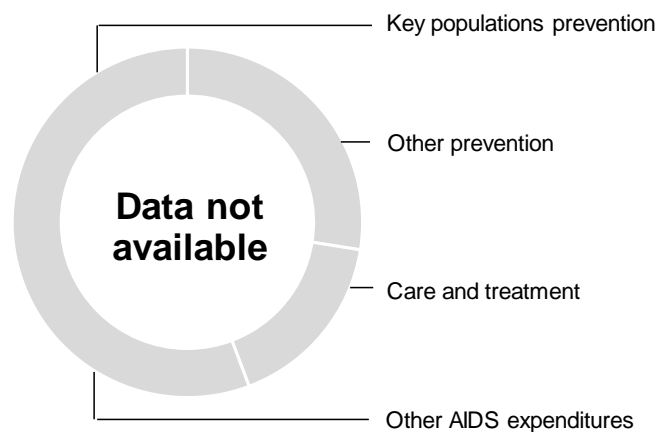 Key populations prevention
Other prevention
Data not
available
Care and treatment
Other AIDS expenditures